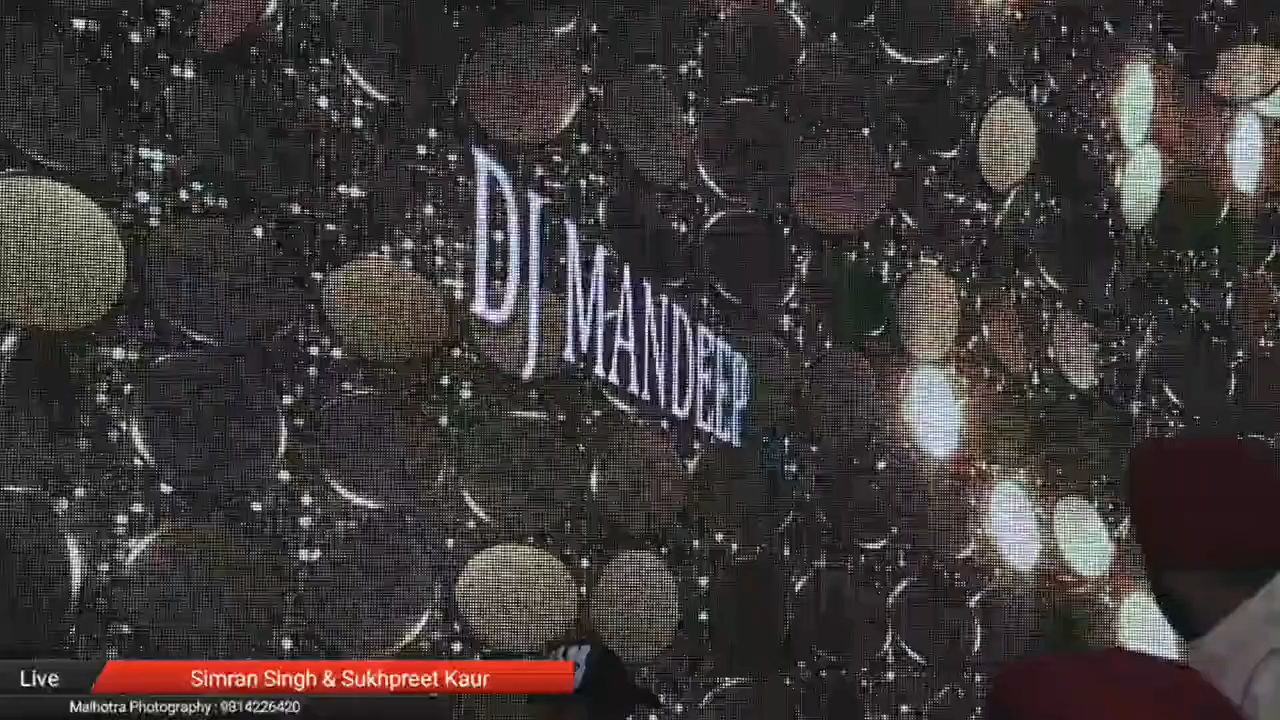 DJ MANDEEP
Live
Simran Singh & Sukhpreet Kaur
Malhotra Photography : 9814226420